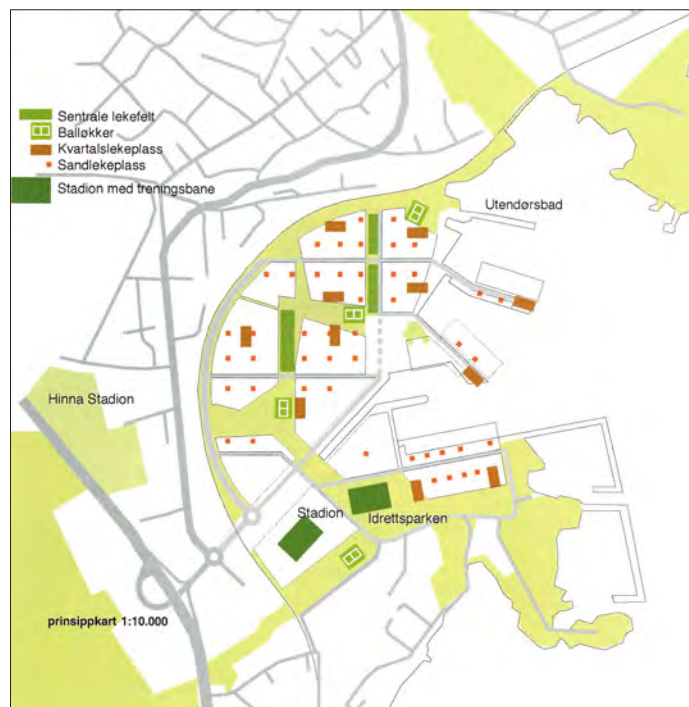 Sentrale lekefelt
Balløkker
Kvartalslekeplass
Sandlekeplass
Stadion med treningsbane
Utendørsbad
Hinna Stadion
Stadion
Idrettsparken
prinsippkart 1:10.000